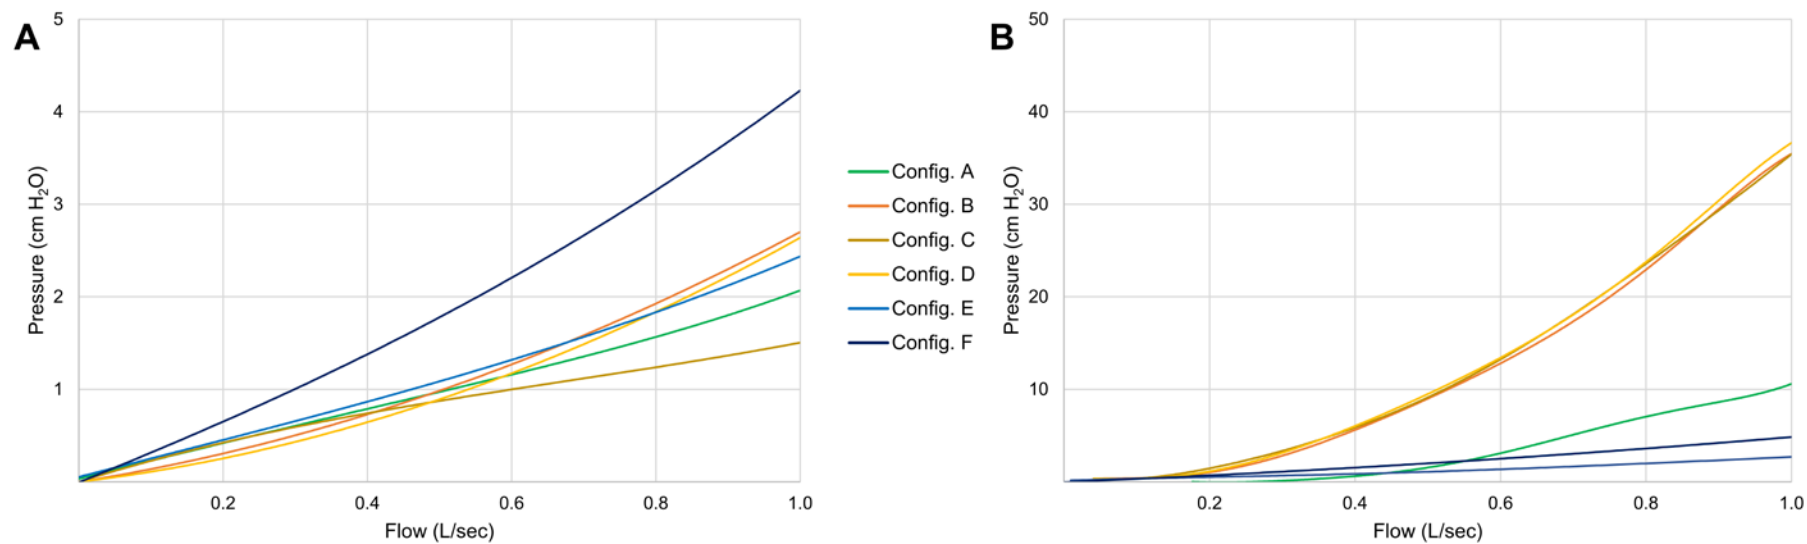 A
5
4
3
2
1
0.2
0.4
0.6
0.8
1.0
Pressure (cm H₂O)
Flow (L/sec)
Config. A
Config. B
Config. C
Config. D
Config. E
Config. F
B
50
40
30
20
10
0.2
0.4
0.6
0.8
1.0
Pressure (cm H₂O)
Flow (L/sec)